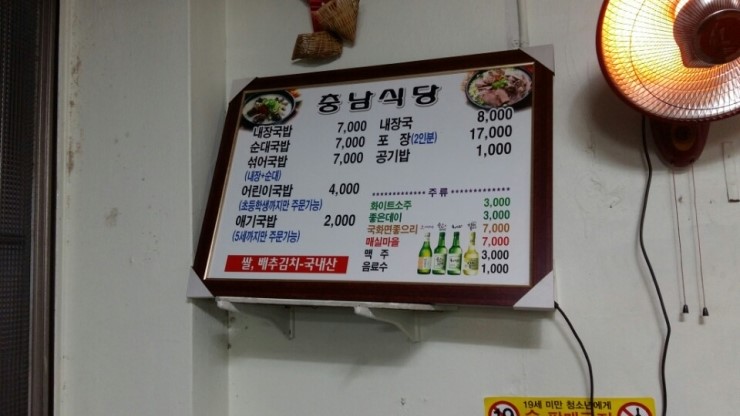 충남식당
내장국밥 7,000
순대국밥 7,000
섞어국밥 7,000
(내장+순대)
어린이국밥 4,000
(초등학생까지만 주문가능)
애기국밥 2,000
(5세까지만 주문가능)
쌀, 배추김치-국내산
내장국 8,000
포 장(2인분) 17,000
공기밥 1,000
주 류
화이트소주 3,000
좋은데이 3,000
국화면좋으리 7,000
매실마을 7,000
맥 주 3,000
음료수 1,000
19세 미만 청소년에게